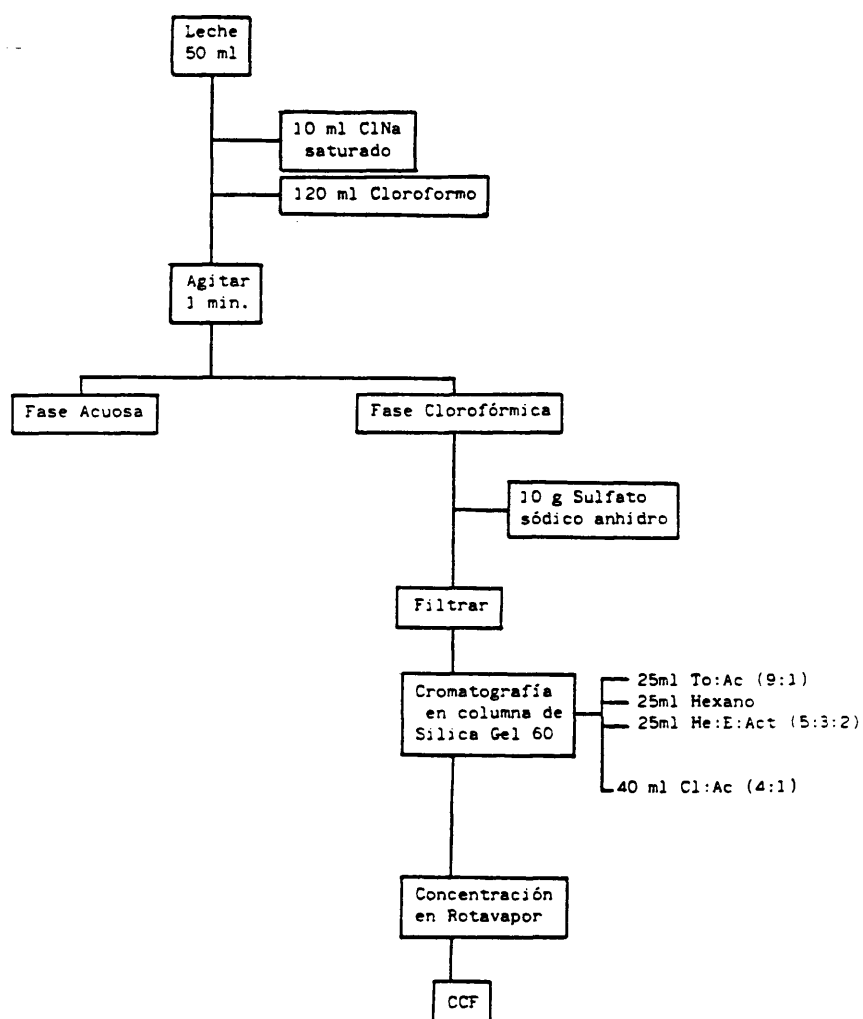 Leche
50 ml
10 ml ClNa
saturado
120 ml Cloroformo
Agitar
1 min.
Fase Acuosa
Fase Clorofórmica
10 g Sulfato
sódico anhidro
Filtrar
Cromatografía
en columna de
Silica Gel 60
25ml To:Ac (9:1)
25ml Hexano
25ml He:E:Act (5:3:2)
40 ml Cl:Ac (4:1)
Concentración
en Rotavapor
CCF